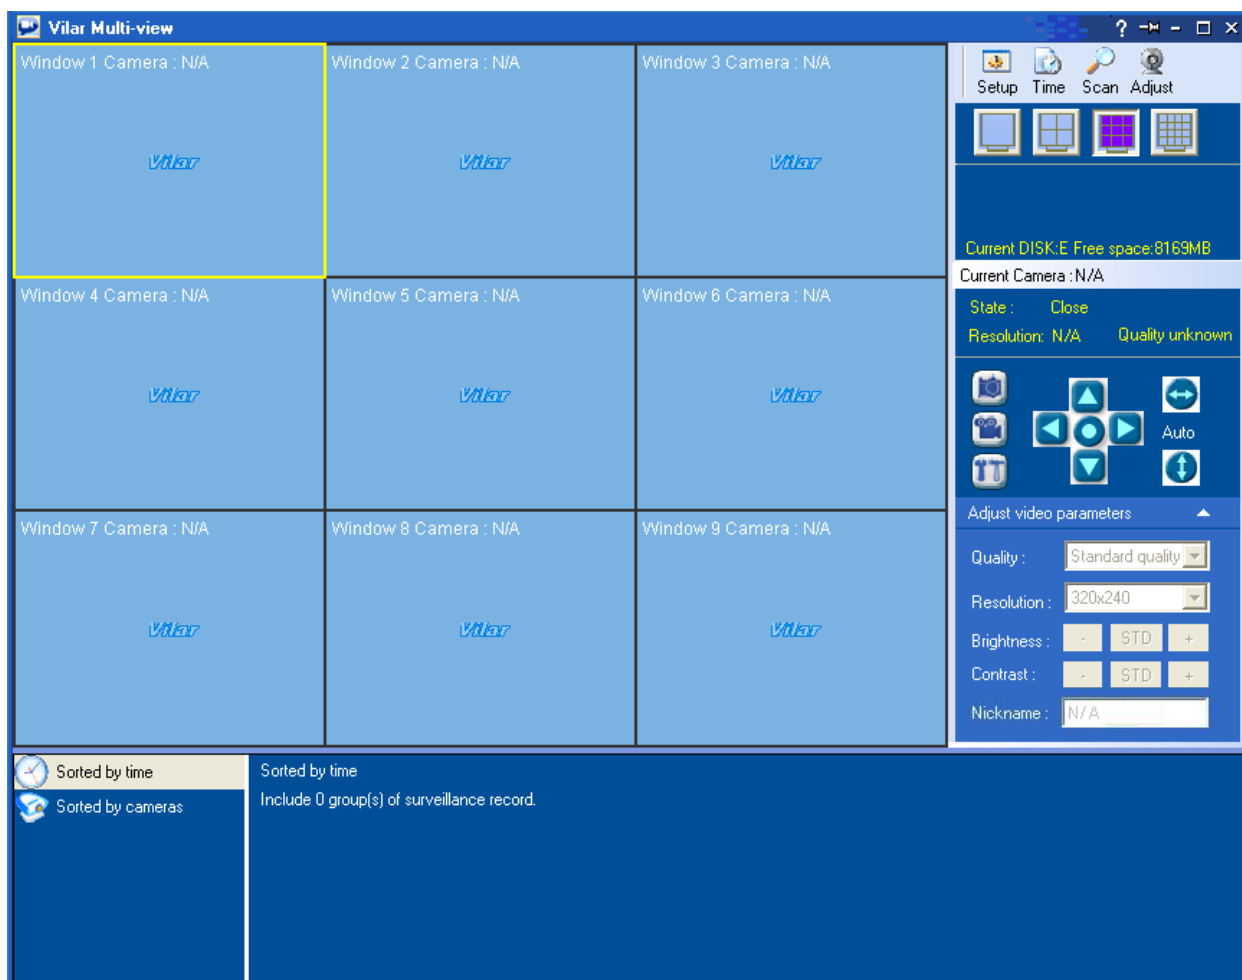 Vilar Multi-view
?
Window 1 Camera : N/A
Window 2 Camera : N/A
Window 3 Camera : N/A
Vilar
Vilar
Vilar
Window 4 Camera : N/A
Window 5 Camera : N/A
Window 6 Camera : N/A
Vilar
Vilar
Vilar
Window 7 Camera : N/A
Window 8 Camera : N/A
Window 9 Camera : N/A
Vilar
Vilar
Vilar
Setup Time Scan Adjust
Current DISK:E Free space:8169MB
Current Camera :N/A
State : Close
Resolution: N/A Quality unknown
Auto
Adjust video parameters
Quality : Standard quality
Resolution : 320x240
Brightness : - STD +
Contrast : - STD +
Nickname : N/A
Sorted by time
Sorted by cameras
Sorted by time
Include 0 group(s) of surveillance record.